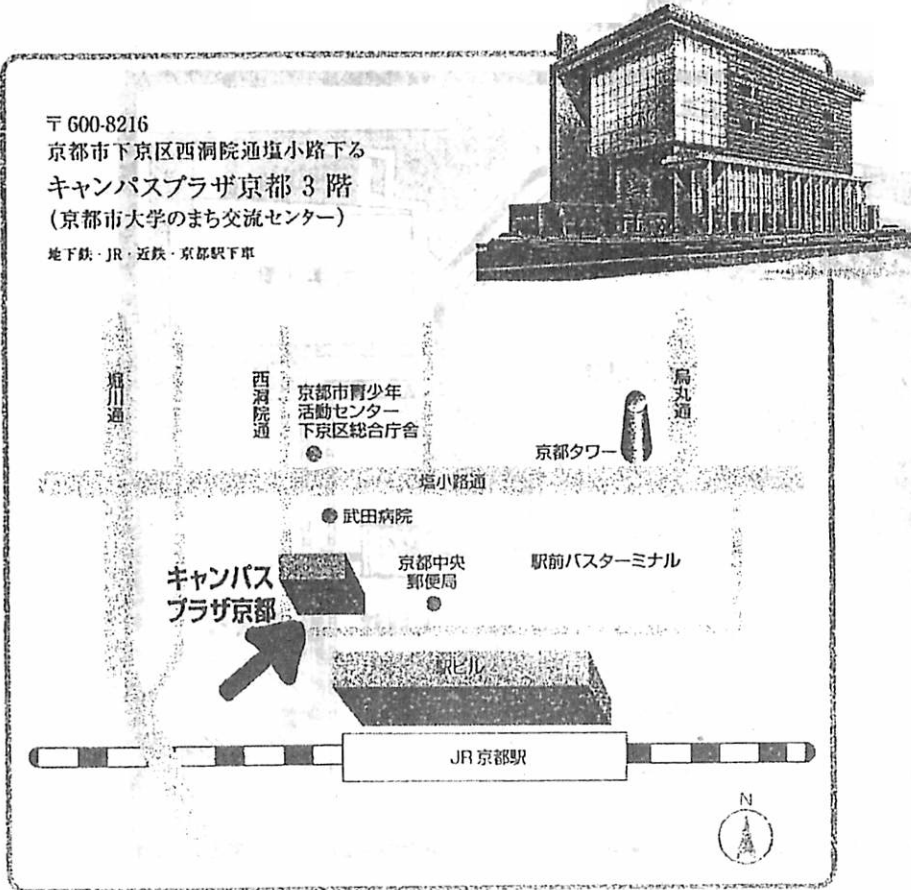 〒600-8216
京都市下京区西洞院通塩小路下る
キャンパスプラザ京都 3 階
(京都市大学のまち交流センター)
地下鉄・JR・近鉄・京都駅下車
堀川通
西洞院通
京都市青少年
活動センター
下京区総合庁舎
烏丸通
京都タワー
塩小路通
武田病院
キャンパス
プラザ京都
京都中央
郵便局
駅前バスターミナル
駅ビル
JR 京都駅
N